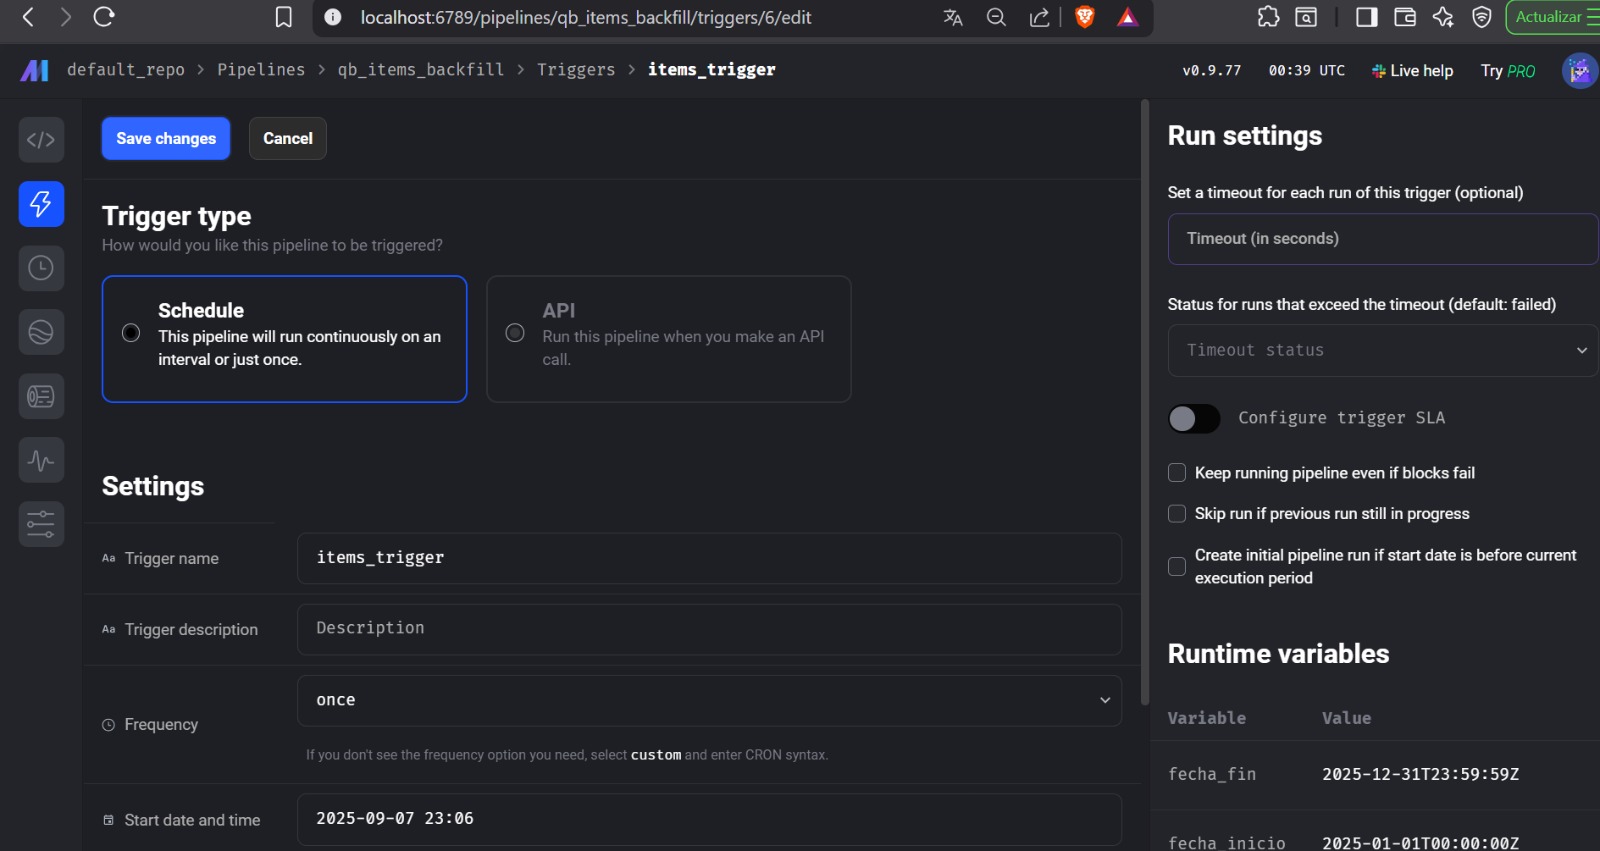 localhost:6789/pipelines/qb_items_backfill/triggers/6/edit
Actualizar
default_repo > Pipelines > qb_items_backfill > Triggers > items_trigger
v0.9.77 00:39 UTC Live help Try PRO
Save changes Cancel
Trigger type
How would you like this pipeline to be triggered?
Schedule
This pipeline will run continuously on an
interval or just once.
API
Run this pipeline when you make an API
call.
Settings
Aa Trigger name items_trigger
Aa Trigger description Description
Frequency once
If you don't see the frequency option you need, select custom and enter CRON syntax.
Start date and time 2025-09-07 23:06
Run settings
Set a timeout for each run of this trigger (optional)
Timeout (in seconds)
Status for runs that exceed the timeout (default: failed)
Timeout status
Configure trigger SLA
Keep running pipeline even if blocks fail
Skip run if previous run still in progress
Create initial pipeline run if start date is before current
execution period
Runtime variables
Variable Value
fecha_fin 2025-12-31T23:59:59Z
fecha_inicio 2025-01-01T00:00:00Z